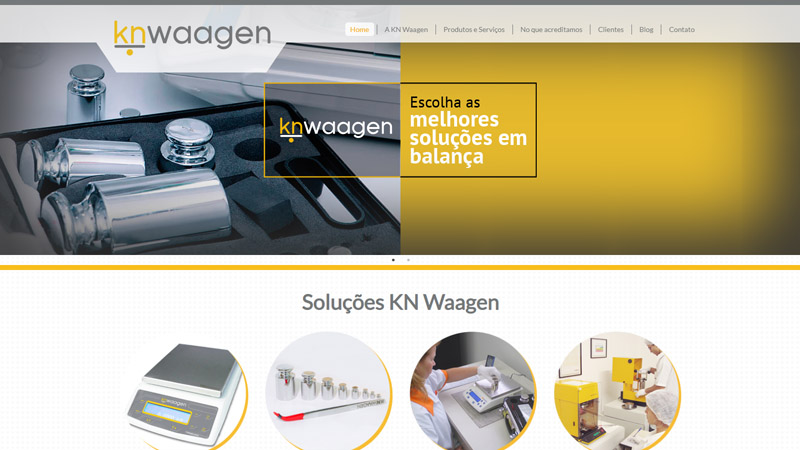 knwaagen
Home
A KN Waagen
Produtos e Serviços
No que acreditamos
Clientes
Blog
Contato
knwaagen
Escolha as
melhores
soluções em
balança
Soluções KN Waagen
knwaagen